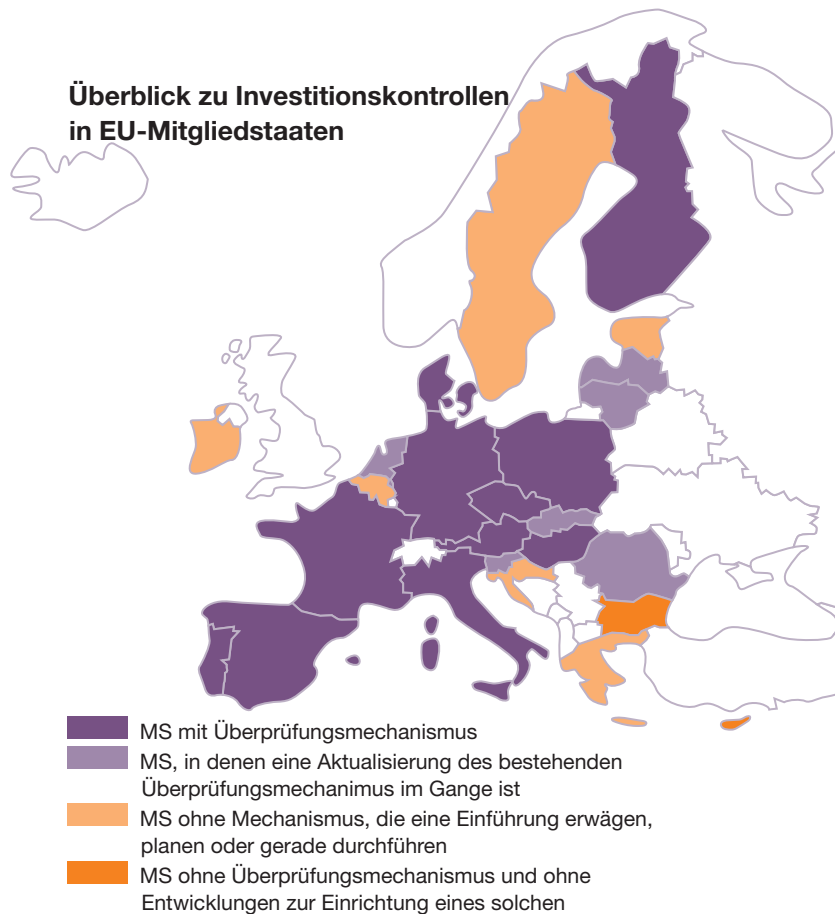 Überblick zu Investitionskontrollen
in EU-Mitgliedstaaten
MS mit Überprüfungsmechanismus
MS, in denen eine Aktualisierung des bestehenden
Überprüfungsmechanimus im Gange ist
MS ohne Mechanismus, die eine Einführung erwägen,
planen oder gerade durchführen
MS ohne Überprüfungsmechanismus und ohne
Entwicklungen zur Einrichtung eines solchen